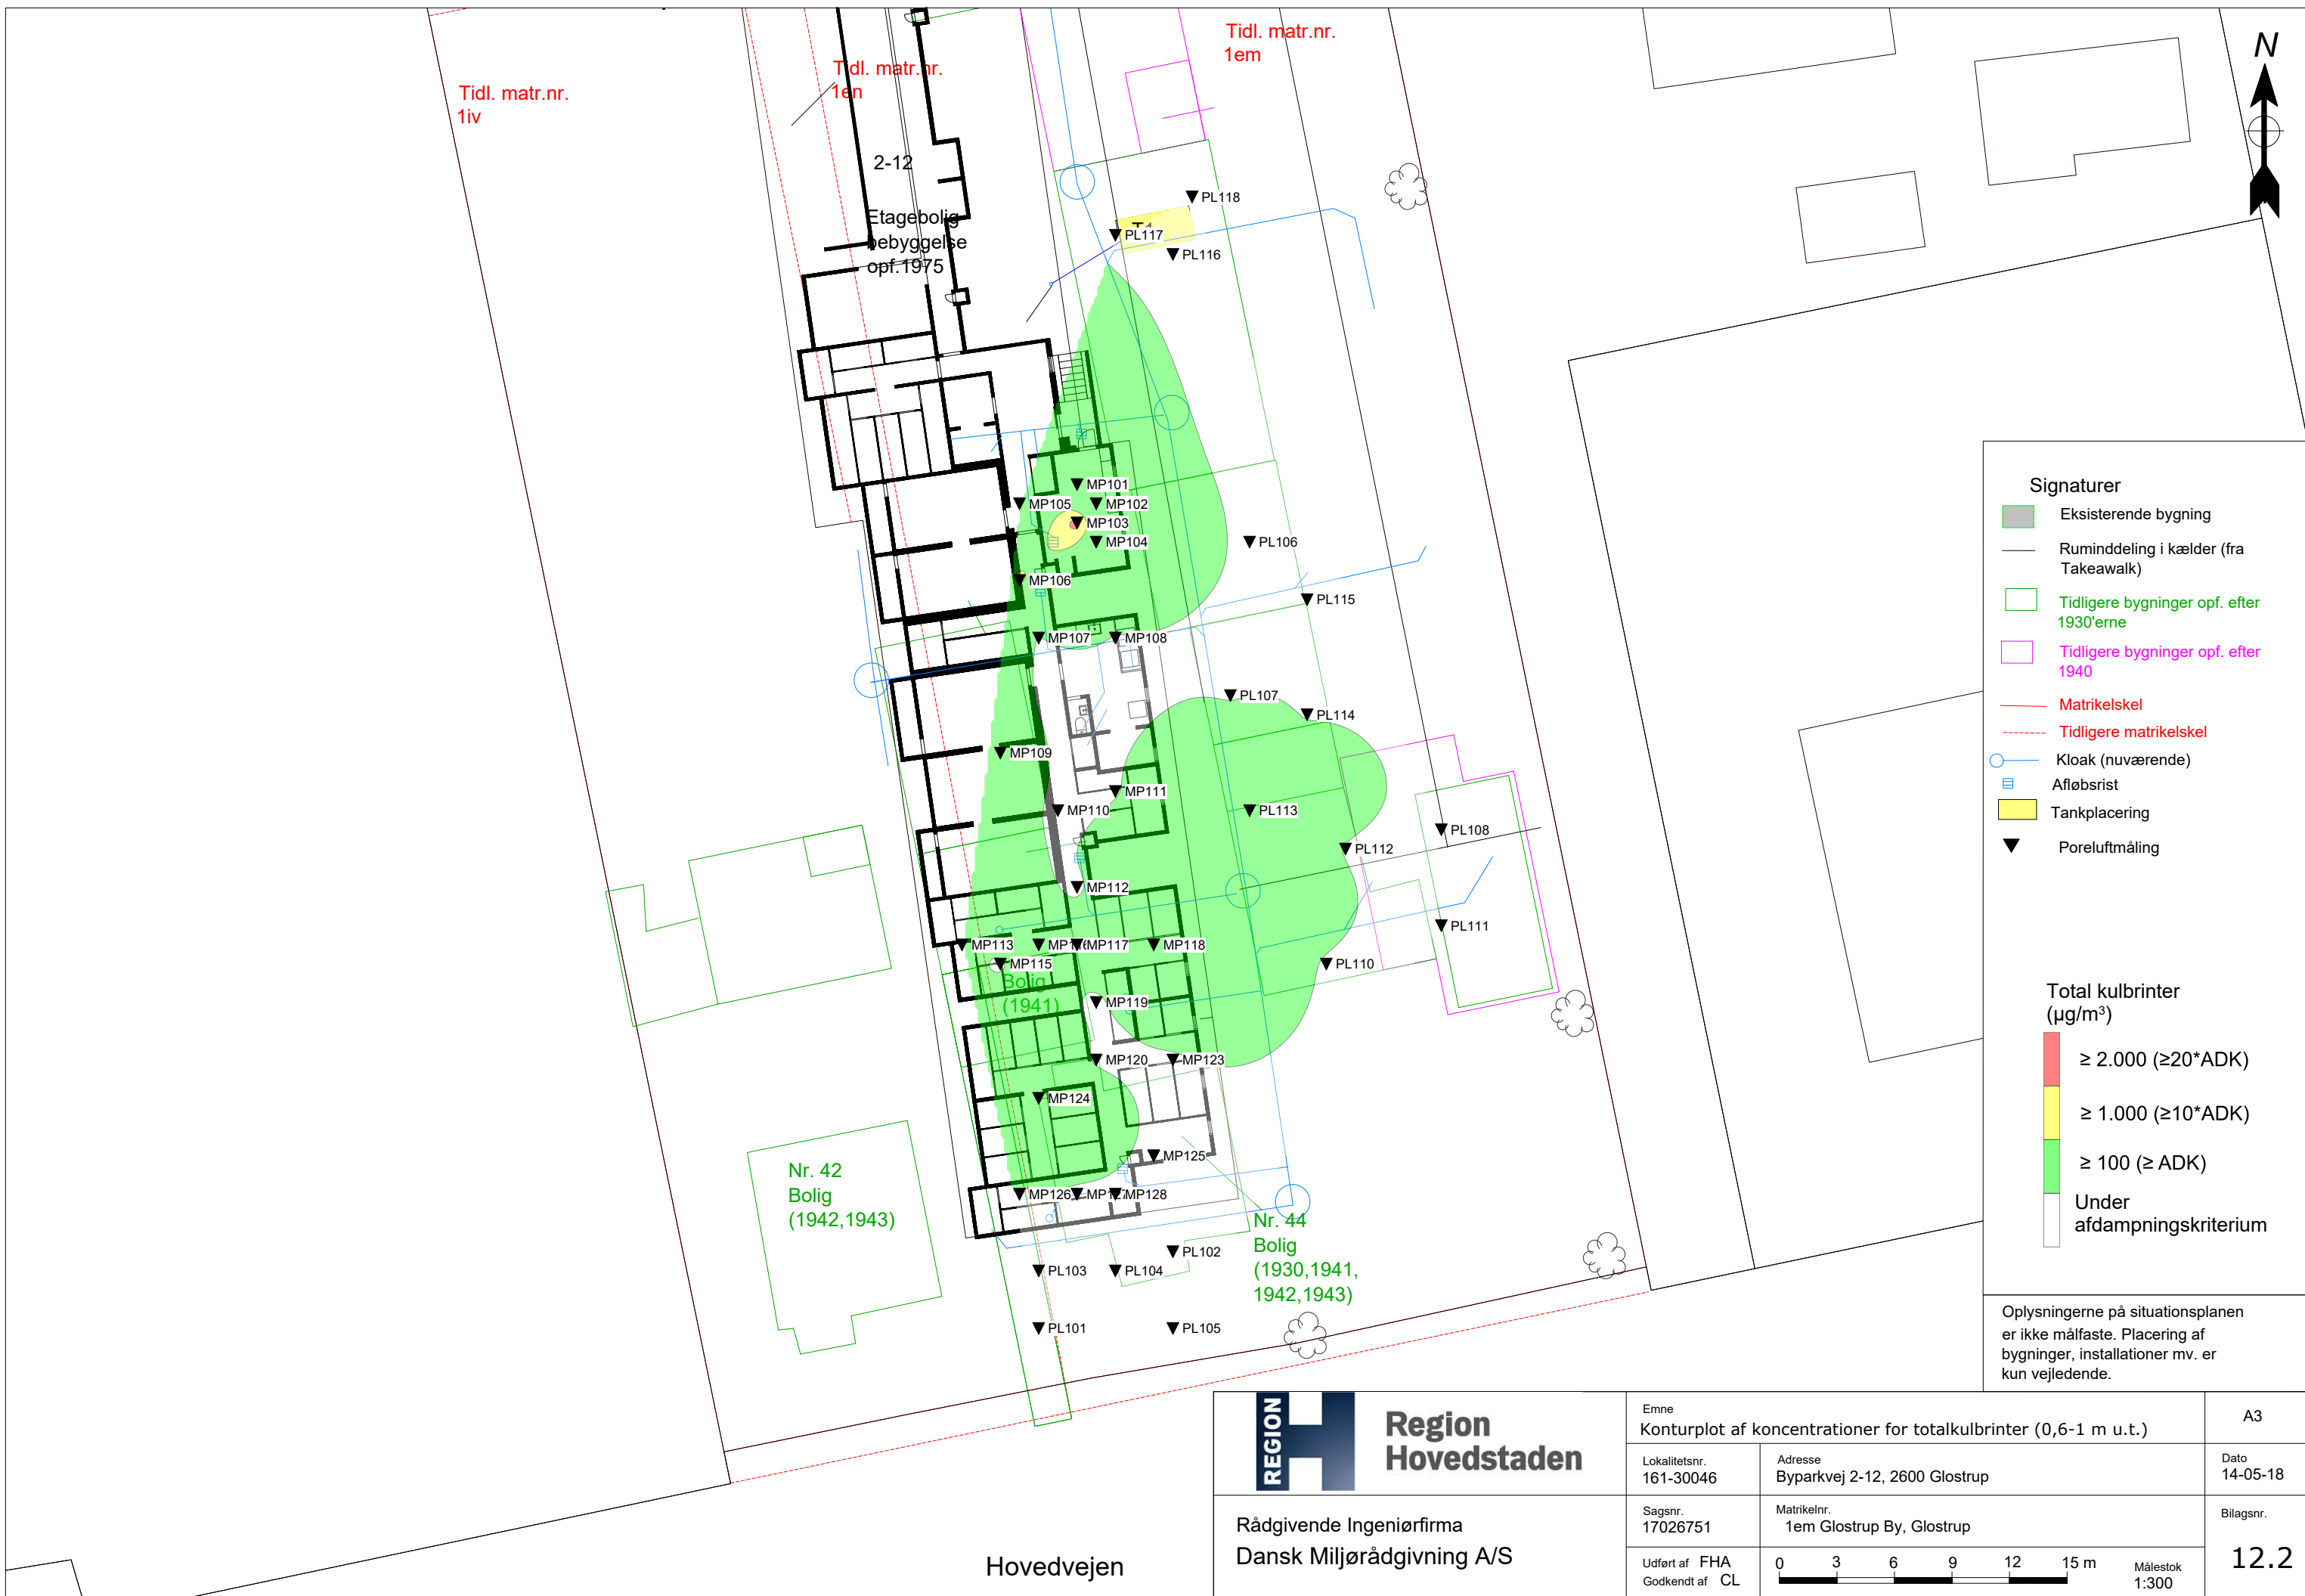 Tidl. matr.nr.
1iv
Tidl. matr.nr.
1en
Tidl. matr.nr.
1em
N
2-12
Etagebolig
bebyggelse
opf.1975
PL118
T1
PL117
PL116
MP101
MP105
MP102
MP103
MP104
PL106
MP106
PL115
MP107
MP108
PL107
PL114
MP109
MP111
MP110
PL113
PL108
PL112
MP112
PL111
MP113
MP116
MP117
MP118
MP115
PL110
Bolig
(1941)
MP119
MP120
MP123
MP124
MP125
MP126
MP127
MP128
Nr. 42
Bolig
(1942,1943)
Nr. 44
Bolig
(1930,1941,
1942,1943)
PL102
PL103
PL104
PL101
PL105
Hovedvejen
Signaturer
Eksisterende bygning
Ruminddeling i kælder (fra
Takeawalk)
Tidligere bygninger opf. efter
1930'erne
Tidligere bygninger opf. efter
1940
Matrikelskel
Tidligere matrikelskel
Kloak (nuværende)
Afløbsrist
Tankplacering
Poreluftmåling
Total kulbrinter
(µg/m³)
≥ 2.000 (≥20*ADK)
≥ 1.000 (≥10*ADK)
≥ 100 (≥ ADK)
Under
afdampningskriterium
Oplysningerne på situationsplanen
er ikke målfaste. Placering af
bygninger, installationer mv. er
kun vejledende.
REGION H
Region
Hovedstaden
Rådgivende Ingeniørfirma
Dansk Miljørådgivning A/S
Emne
Konturplot af koncentrationer for totalkulbrinter (0,6-1 m u.t.)
A3
Lokalitetsnr.
161-30046
Adresse
Byparkvej 2-12, 2600 Glostrup
Dato
14-05-18
Sagsnr.
17026751
Matrikelnr.
1em Glostrup By, Glostrup
Bilagsnr.
12.2
Udført af FHA
Godkendt af CL
0 3 6 9 12 15 m
Målestok
1:300